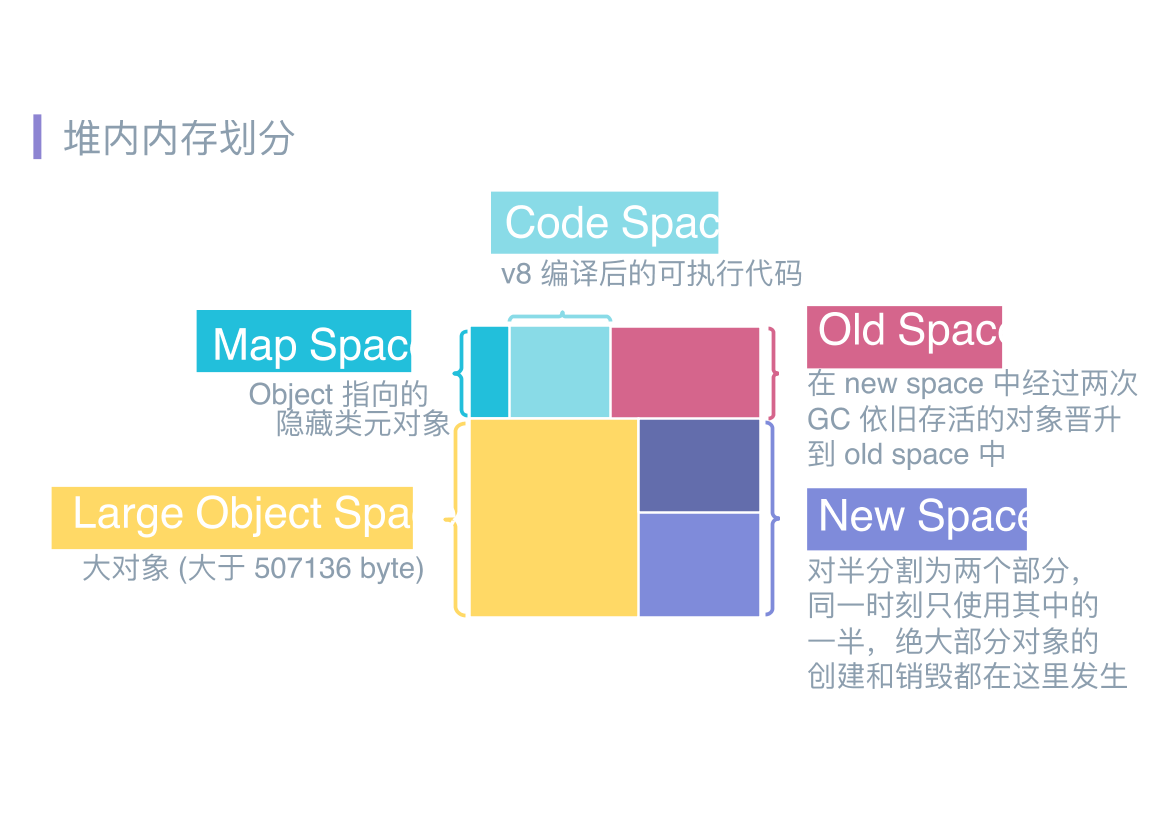 堆内内存划分
Code Spac
v8 编译后的可执行代码
Map Space
Object 指向的
隐藏类元对象
Old Space
在 new space 中经过两次
GC 依旧存活的对象晋升
到 old space 中
Large Object Spa
大对象 (大于 507136 byte)
New Space
对半分割为两个部分，
同一时刻只使用其中的
一半，绝大部分对象的
创建和销毁都在这里发生